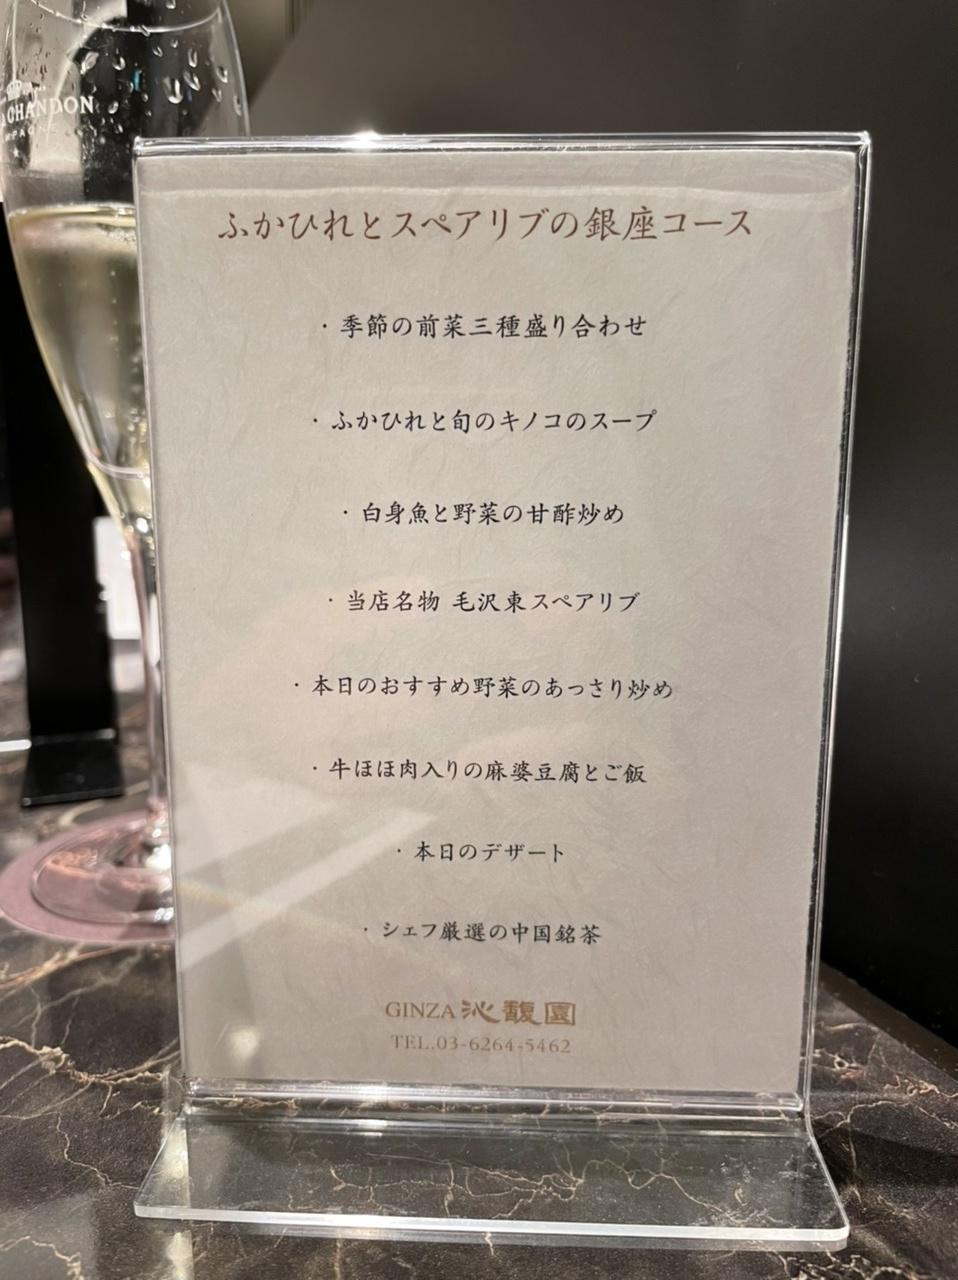 CHANDON
ふかひれとスペアリブの銀座コース
・季節の前菜三種盛り合わせ
・ふかひれと旬のキノコのスープ
・白身魚と野菜の甘酢炒め
・当店名物 毛沢東スペアリブ
・本日のおすすめ野菜のあっさり炒め
・牛ほほ肉入りの麻婆豆腐とご飯
・本日のデザート
・シェフ厳選の中国銘茶
GINZA 沁馥園
TEL.03-6264-5462